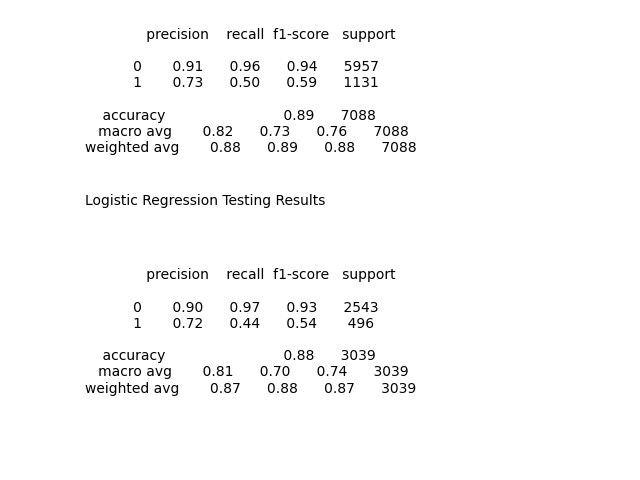 precision recall f1-score support
0 0.91 0.96 0.94 5957
1 0.73 0.50 0.59 1131
accuracy 0.89 7088
macro avg 0.82 0.73 0.76 7088
weighted avg 0.88 0.89 0.88 7088
Logistic Regression Testing Results
precision recall f1-score support
0 0.90 0.97 0.93 2543
1 0.72 0.44 0.54 496
accuracy 0.88 3039
macro avg 0.81 0.70 0.74 3039
weighted avg 0.87 0.88 0.87 3039